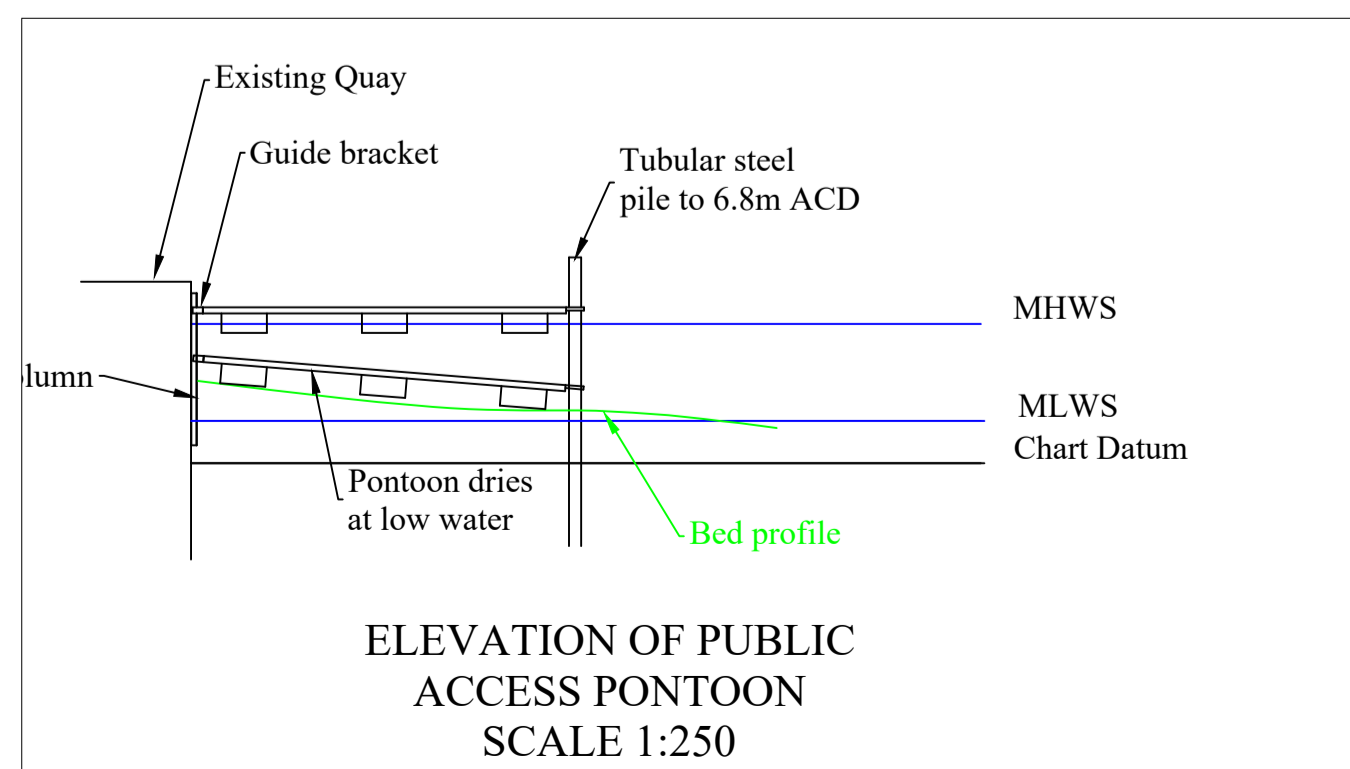 Existing Quay
Guide bracket
Tubular steel
pile to 6.8m ACD
MHWS
olumn
MLWS
Chart Datum
Pontoon dries
at low water
Bed profile
ELEVATION OF PUBLIC
ACCESS PONTOON
SCALE 1:250